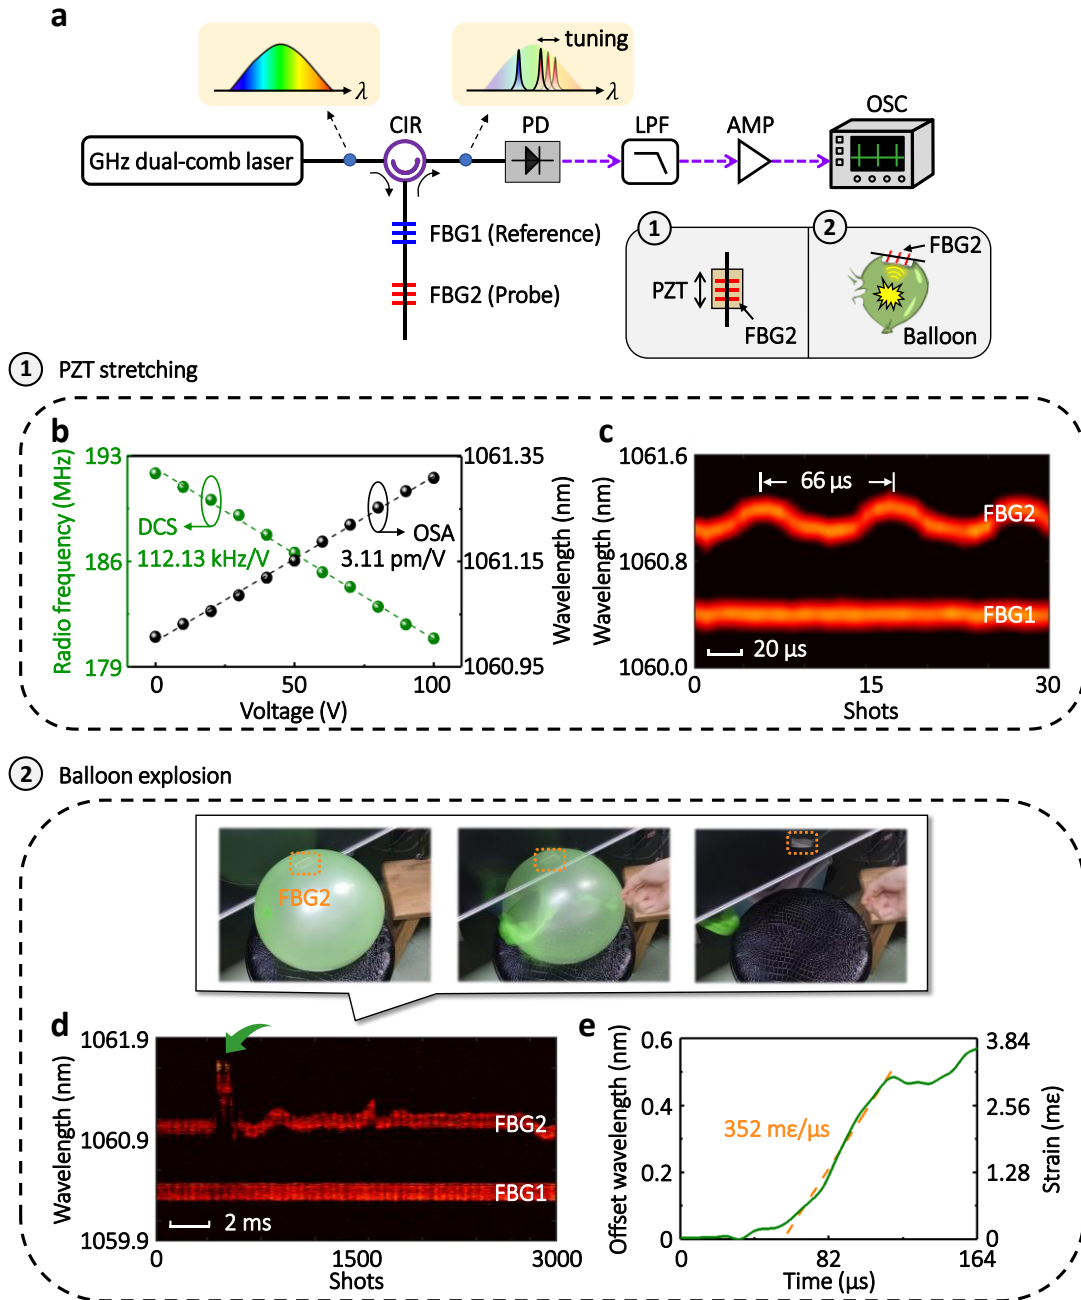 a
tuning
λ
λ
CIR
PD
LPF
AMP
OSC
GHz dual-comb laser
FBG1 (Reference)
FBG2 (Probe)
1
PZT
FBG2
2
FBG2
Balloon
1 PZT stretching
b
193
186
179
Radio frequency (MHz)
DCS
112.13 kHz/V
OSA
3.11 pm/V
1061.35
1061.15
1060.95
Wavelength (nm)
0 50 100
Voltage (V)
c
1061.6
1060.8
1060.0
Wavelength (nm)
66 μs
FBG2
FBG1
20 μs
0 15 30
Shots
2 Balloon explosion
FBG2
d
1061.9
1060.9
1059.9
Wavelength (nm)
FBG2
FBG1
2 ms
0 1500 3000
Shots
e
0.6
0.4
0.2
0
Offset wavelength (nm)
352 mε/μs
3.84
2.56
1.28
0
Strain (mε)
0 82 164
Time (μs)